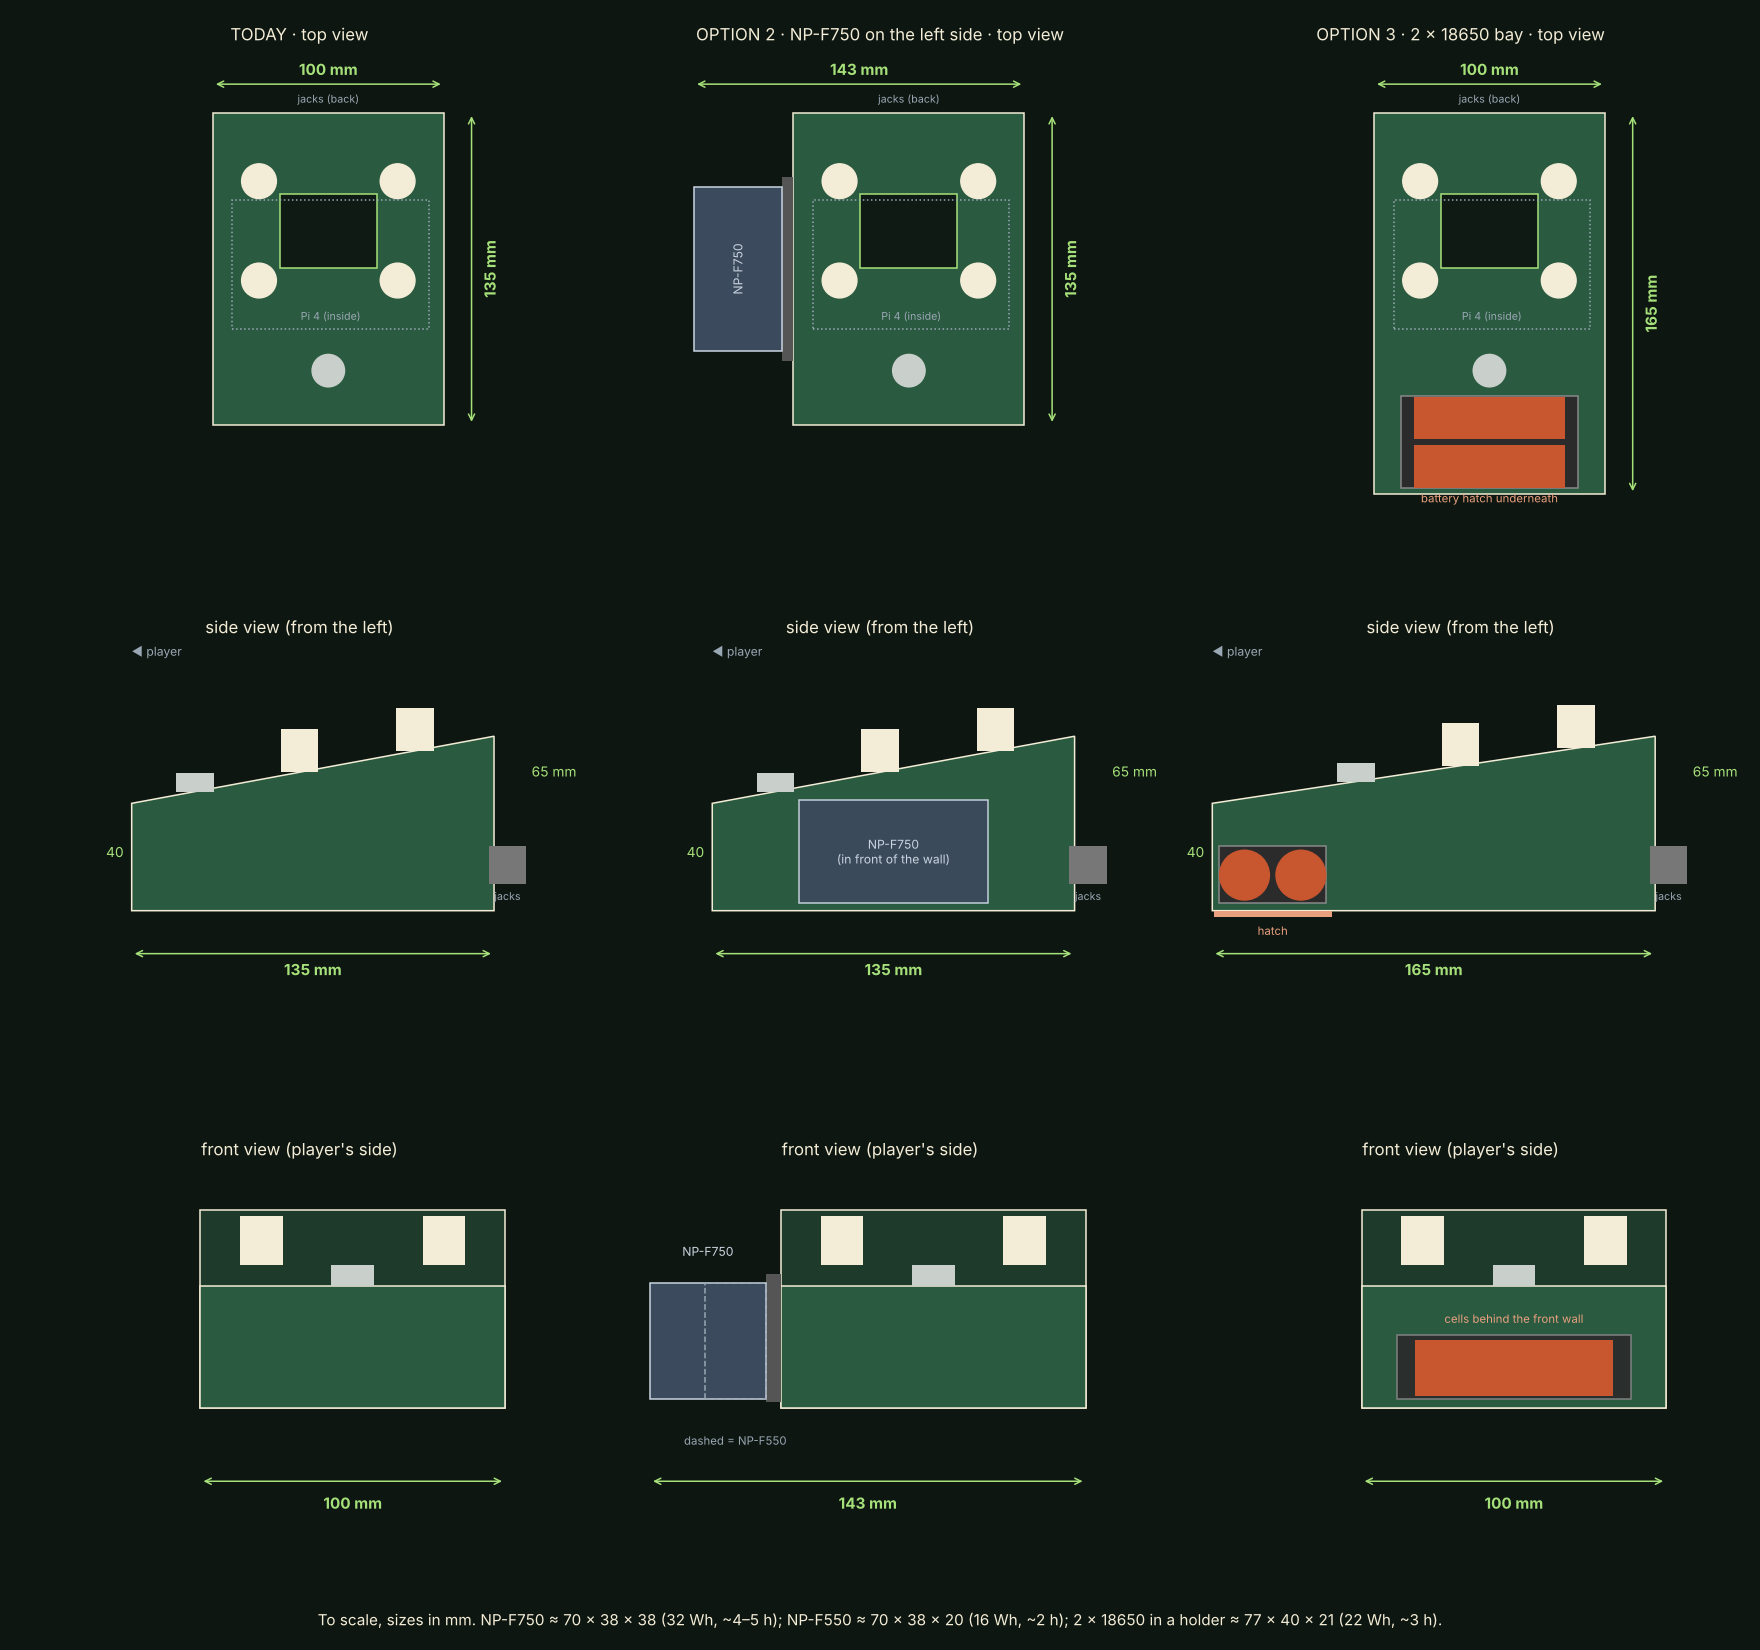 TODAY · top view
OPTION 2 · NP-F750 on the left side · top view
OPTION 3 · 2 × 18650 bay · top view
100 mm
143 mm
100 mm
jacks (back)
jacks (back)
jacks (back)
135 mm
NP-F750
135 mm
165 mm
Pi 4 (inside)
Pi 4 (inside)
Pi 4 (inside)
battery hatch underneath
side view (from the left)
side view (from the left)
side view (from the left)
◀ player
◀ player
◀ player
65 mm
65 mm
65 mm
40
40
40
NP-F750
(in front of the wall)
jacks
jacks
jacks
hatch
135 mm
135 mm
165 mm
front view (player's side)
front view (player's side)
front view (player's side)
NP-F750
cells behind the front wall
dashed = NP-F550
100 mm
143 mm
100 mm
To scale, sizes in mm. NP-F750 ≈ 70 × 38 × 38 (32 Wh, ~4–5 h); NP-F550 ≈ 70 × 38 × 20 (16 Wh, ~2 h); 2 × 18650 in a holder ≈ 77 × 40 × 21 (22 Wh, ~3 h).